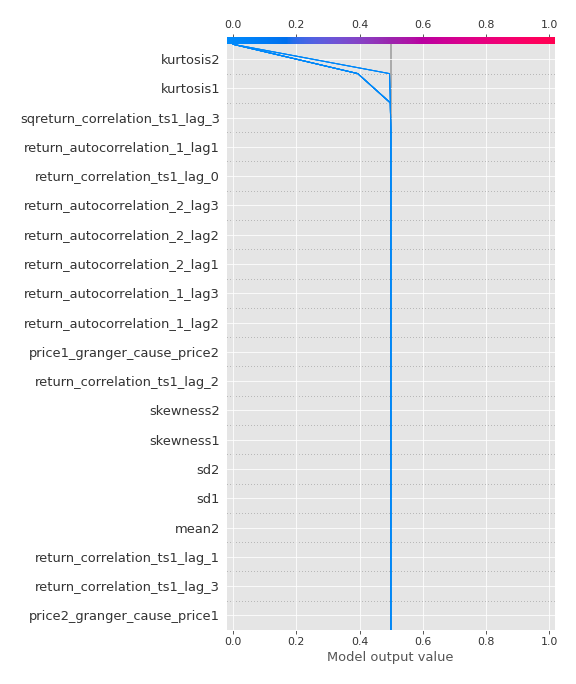 0.0 0.2 0.4 0.6 0.8 1.0
kurtosis2
kurtosis1
sqreturn_correlation_ts1_lag_3
return_autocorrelation_1_lag1
return_correlation_ts1_lag_0
return_autocorrelation_2_lag3
return_autocorrelation_2_lag2
return_autocorrelation_2_lag1
return_autocorrelation_1_lag3
return_autocorrelation_1_lag2
price1_granger_cause_price2
return_correlation_ts1_lag_2
skewness2
skewness1
sd2
sd1
mean2
return_correlation_ts1_lag_1
return_correlation_ts1_lag_3
price2_granger_cause_price1
0.0 0.2 0.4 0.6 0.8 1.0
Model output value